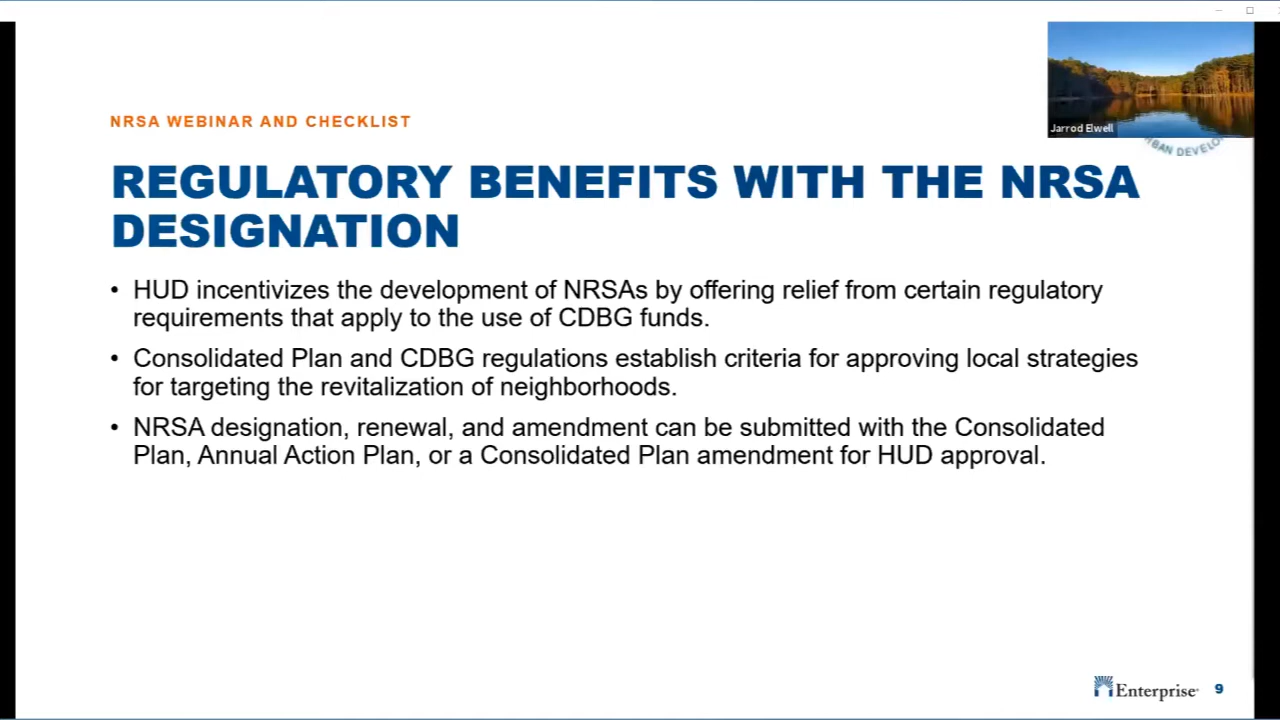 Jarrod Elwell
NRSA WEBINAR AND CHECKLIST
REGULATORY BENEFITS WITH THE NRSA
DESIGNATION
• HUD incentivizes the development of NRSAs by offering relief from certain regulatory
requirements that apply to the use of CDBG funds.
• Consolidated Plan and CDBG regulations establish criteria for approving local strategies
for targeting the revitalization of neighborhoods.
• NRSA designation, renewal, and amendment can be submitted with the Consolidated
Plan, Annual Action Plan, or a Consolidated Plan amendment for HUD approval.
Enterprise
9